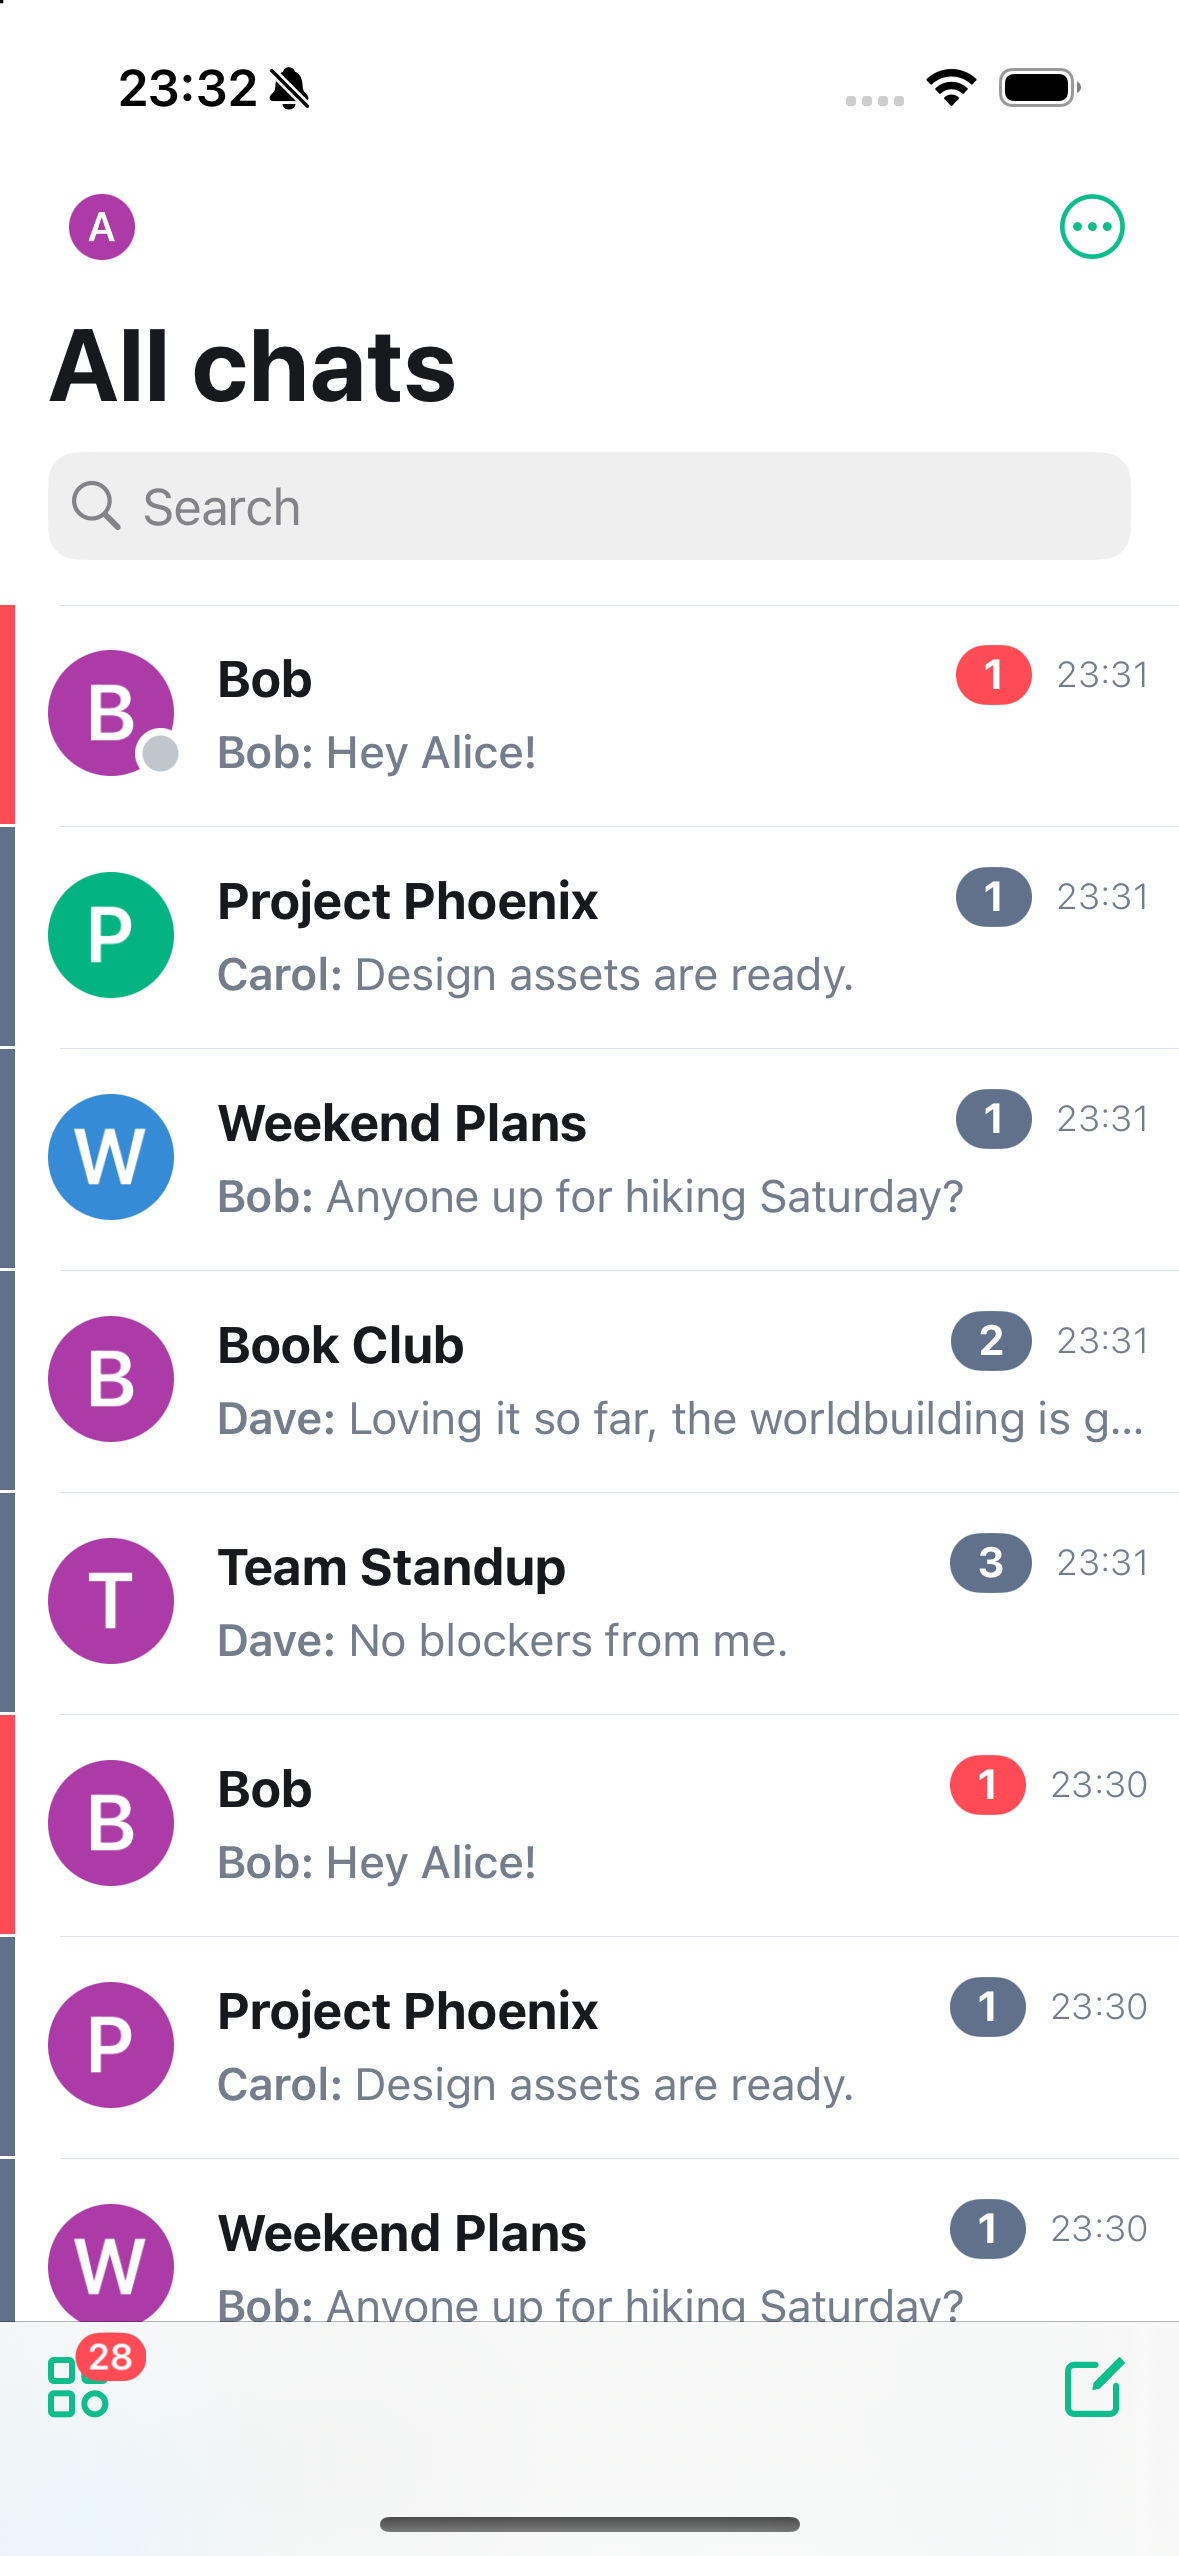 23:32
A
All chats
Search
B
Bob
1
23:31
Bob: Hey Alice!
P
Project Phoenix
1
23:31
Carol: Design assets are ready.
W
Weekend Plans
1
23:31
Bob: Anyone up for hiking Saturday?
B
Book Club
2
23:31
Dave: Loving it so far, the worldbuilding is g...
T
Team Standup
3
23:31
Dave: No blockers from me.
B
Bob
1
23:30
Bob: Hey Alice!
P
Project Phoenix
1
23:30
Carol: Design assets are ready.
W
Weekend Plans
1
23:30
Bob: Anyone up for hiking Saturday?
28